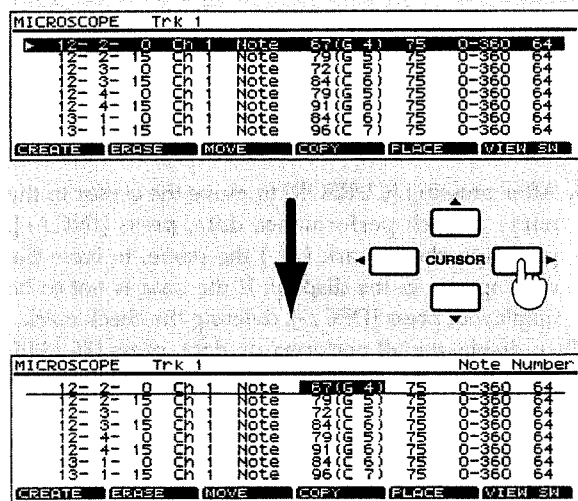 MICROSCOPE Trk 1
▶ 12- 2- 0 Ch 1 Note 67(G 4) 75 0-360 64
12- 2- 15 Ch 1 Note 79(G 5) 75 0-360 64
12- 3- 0 Ch 1 Note 72(C 5) 75 0-360 64
12- 3- 15 Ch 1 Note 84(C 6) 75 0-360 64
12- 4- 0 Ch 1 Note 79(G 5) 75 0-360 64
12- 4- 15 Ch 1 Note 91(G 6) 75 0-360 64
13- 1- 0 Ch 1 Note 84(C 6) 75 0-360 64
13- 1- 15 Ch 1 Note 96(C 7) 75 0-360 64
CREATE ERASE MOVE COPY PLACE VIEW SW
CURSOR
MICROSCOPE Trk 1 Note Number
12- 2- 0 Ch 1 Note 67(G 4) 75 0-360 64
12- 2- 15 Ch 1 Note 79(G 5) 75 0-360 64
12- 3- 0 Ch 1 Note 72(C 5) 75 0-360 64
12- 3- 15 Ch 1 Note 84(C 6) 75 0-360 64
12- 4- 0 Ch 1 Note 79(G 5) 75 0-360 64
12- 4- 15 Ch 1 Note 91(G 6) 75 0-360 64
13- 1- 0 Ch 1 Note 84(C 6) 75 0-360 64
13- 1- 15 Ch 1 Note 96(C 7) 75 0-360 64
CREATE ERASE MOVE COPY PLACE VIEW SW